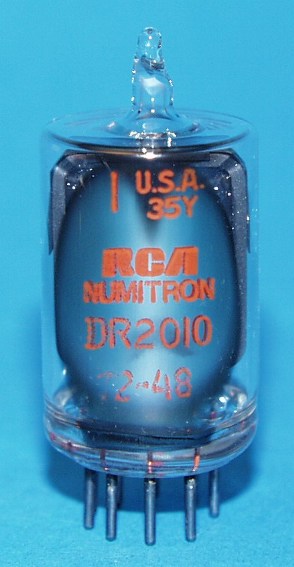 U.S.A.
35Y
RCA
NUMITRON
DR2010
72-48